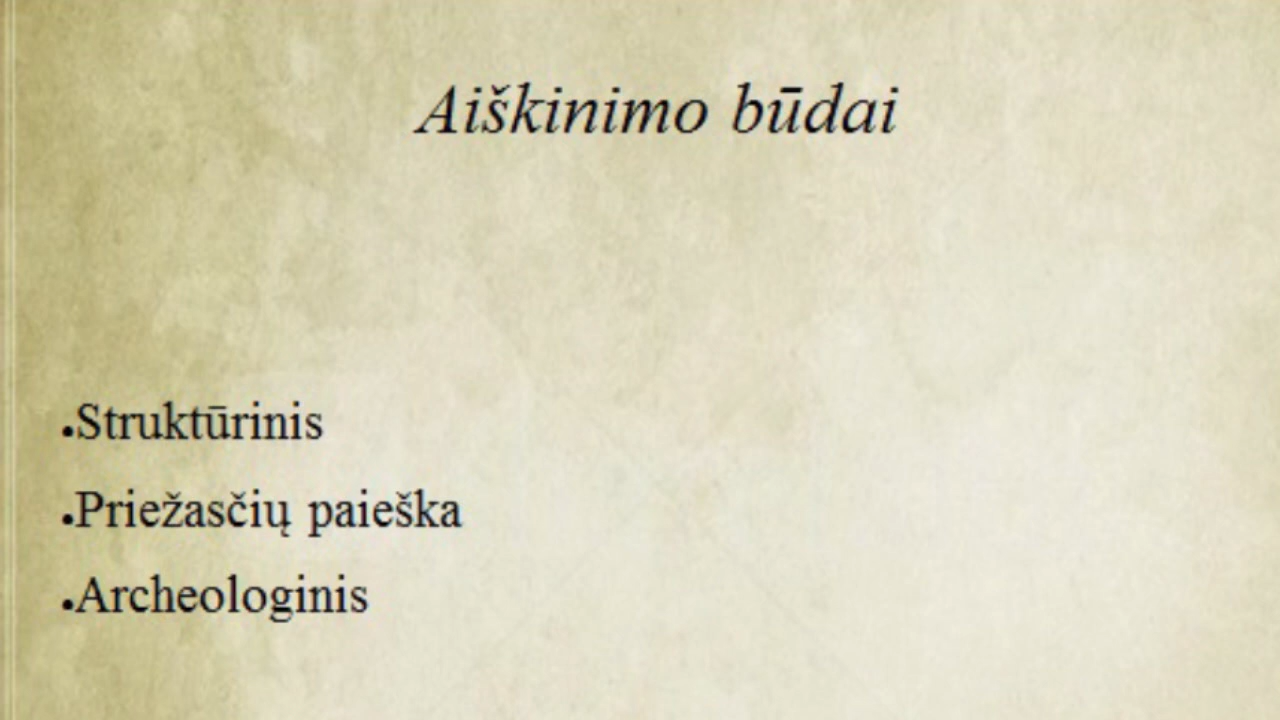 Aiškinimo būdai
•Struktūrinis
•Priežasčių paieška
•Archeologinis